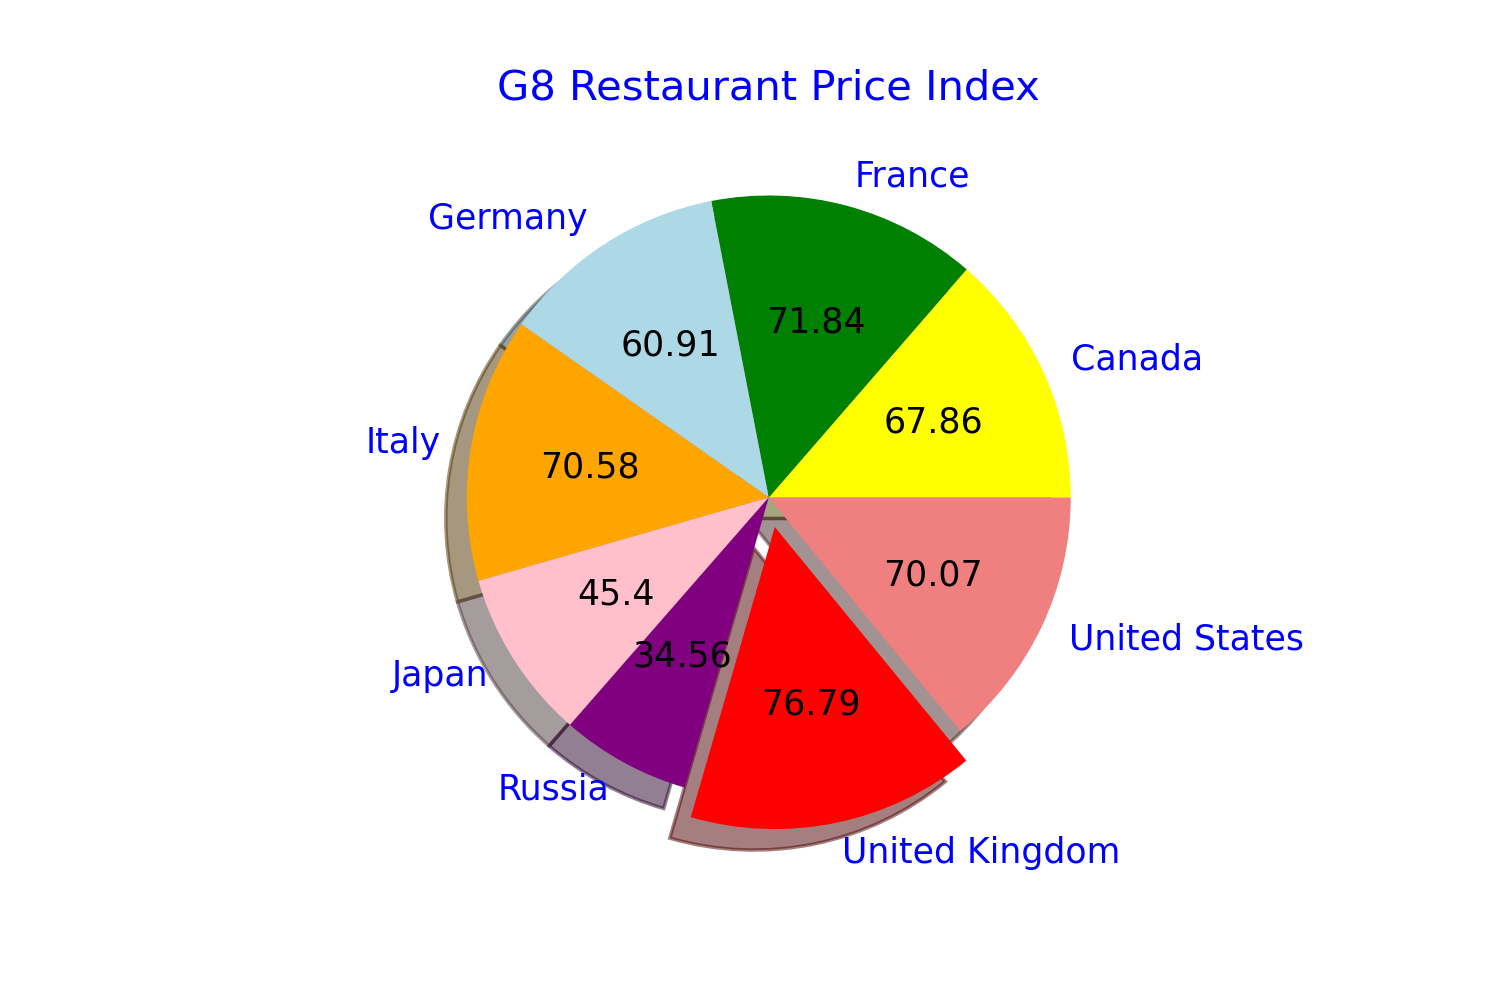 G8 Restaurant Price Index
France
Germany
71.84
60.91
Canada
67.86
Italy
70.58
70.07
45.4
United States
34.56
Japan
76.79
Russia
United Kingdom